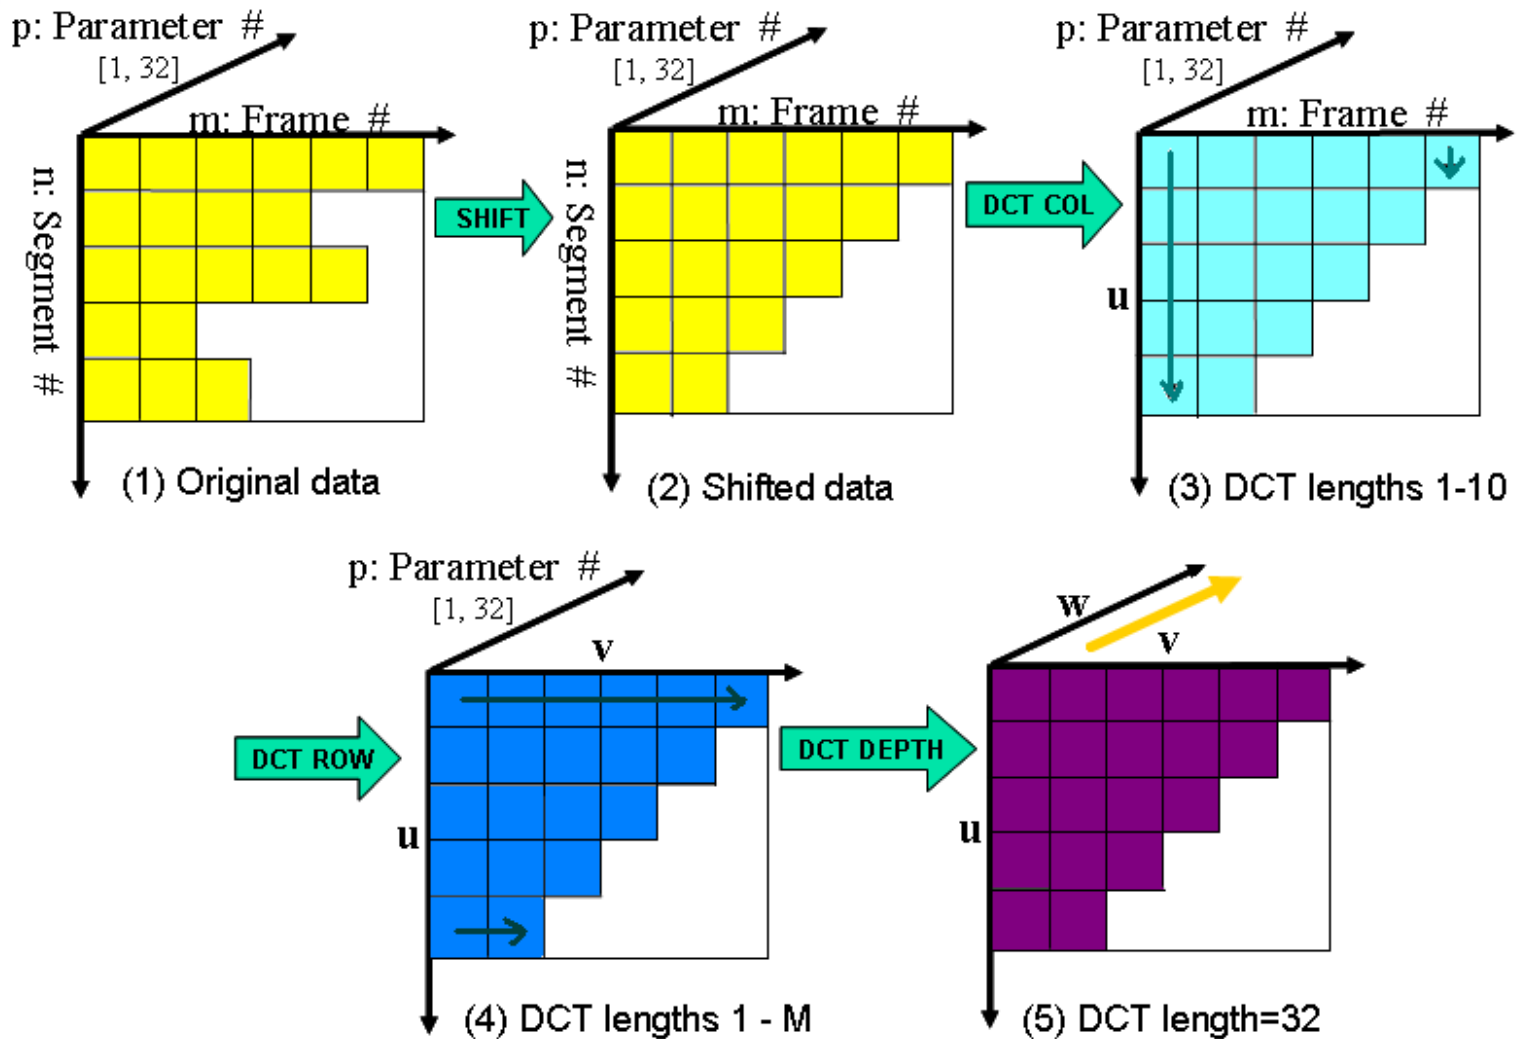 p: Parameter #
[1, 32]
m: Frame #
n: Segment #
(1) Original data
SHIFT
p: Parameter #
[1, 32]
m: Frame #
n: Segment #
(2) Shifted data
DCT COL
p: Parameter #
[1, 32]
m: Frame #
u
(3) DCT lengths 1-10
DCT ROW
p: Parameter #
[1, 32]
v
u
(4) DCT lengths 1 - M
DCT DEPTH
w
v
u
(5) DCT length=32